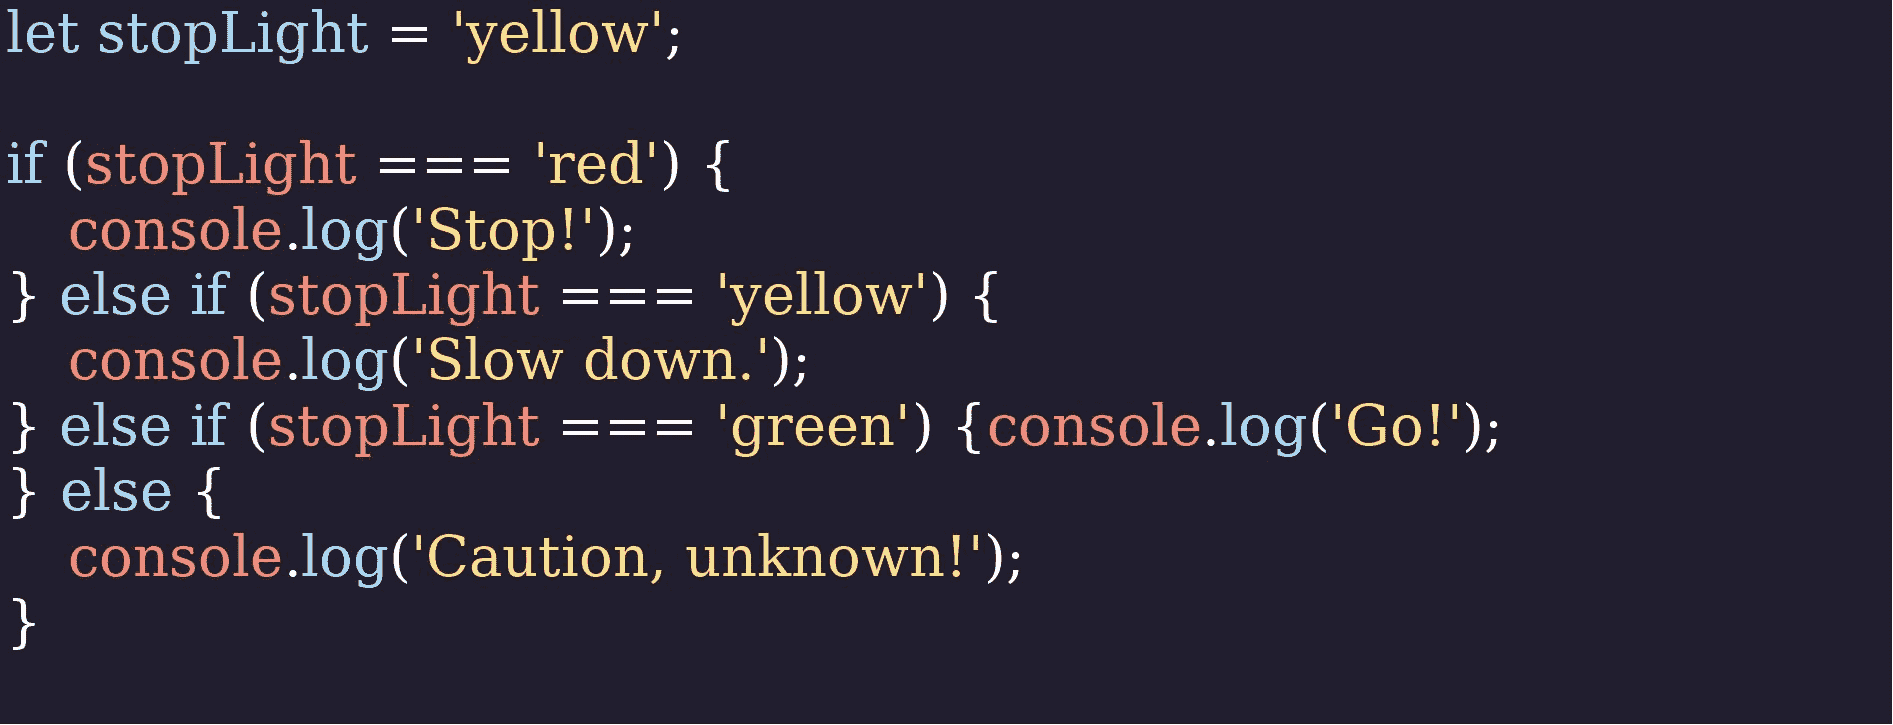 let stopLight = 'yellow';

if (stopLight === 'red') {
    console.log('Stop!');
} else if (stopLight === 'yellow') {
    console.log('Slow down.');
} else if (stopLight === 'green') {console.log('Go!');
} else {
    console.log('Caution, unknown!');
}